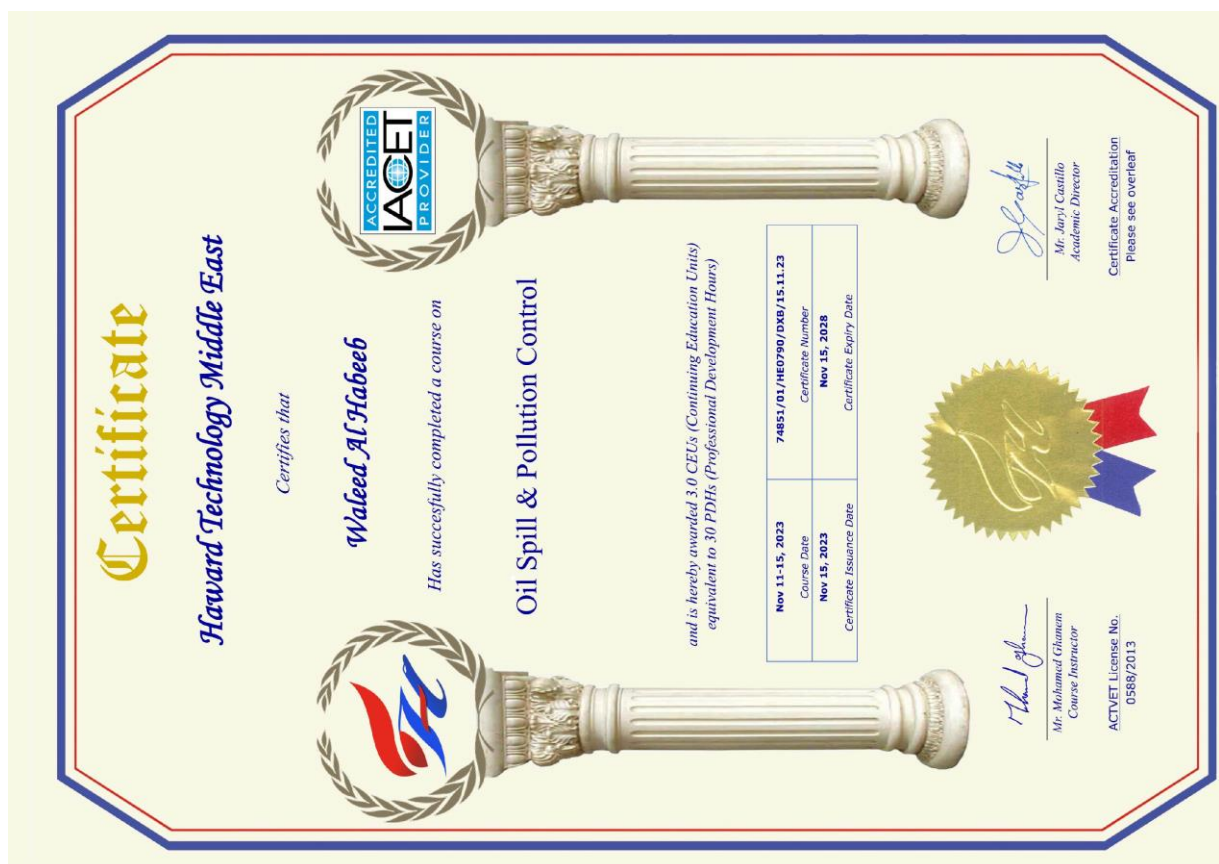 Certificate
Haward Technology Middle East
Certifies that
Waleed Al Habeeb
Has succesfully completed a course on
Oil Spill & Pollution Control
ACCREDITED
IACET
PROVIDER
and is hereby awarded 3.0 CEUs (Continuing Education Units)
equivalent to 30 PDHs (Professional Development Hours)
Nov 11-15, 2023
Course Date
74851/01/HE0790/DXB/15.11.23
Certificate Number
Nov 15, 2023
Certificate Issuance Date
Nov 15, 2028
Certificate Expiry Date
Mr. Mohamed Ghanem
Course Instructor
ACTVET License No.
0588/2013
Mr. Jaryl Castillo
Academic Director
Certificate Accreditation
Please see overleaf